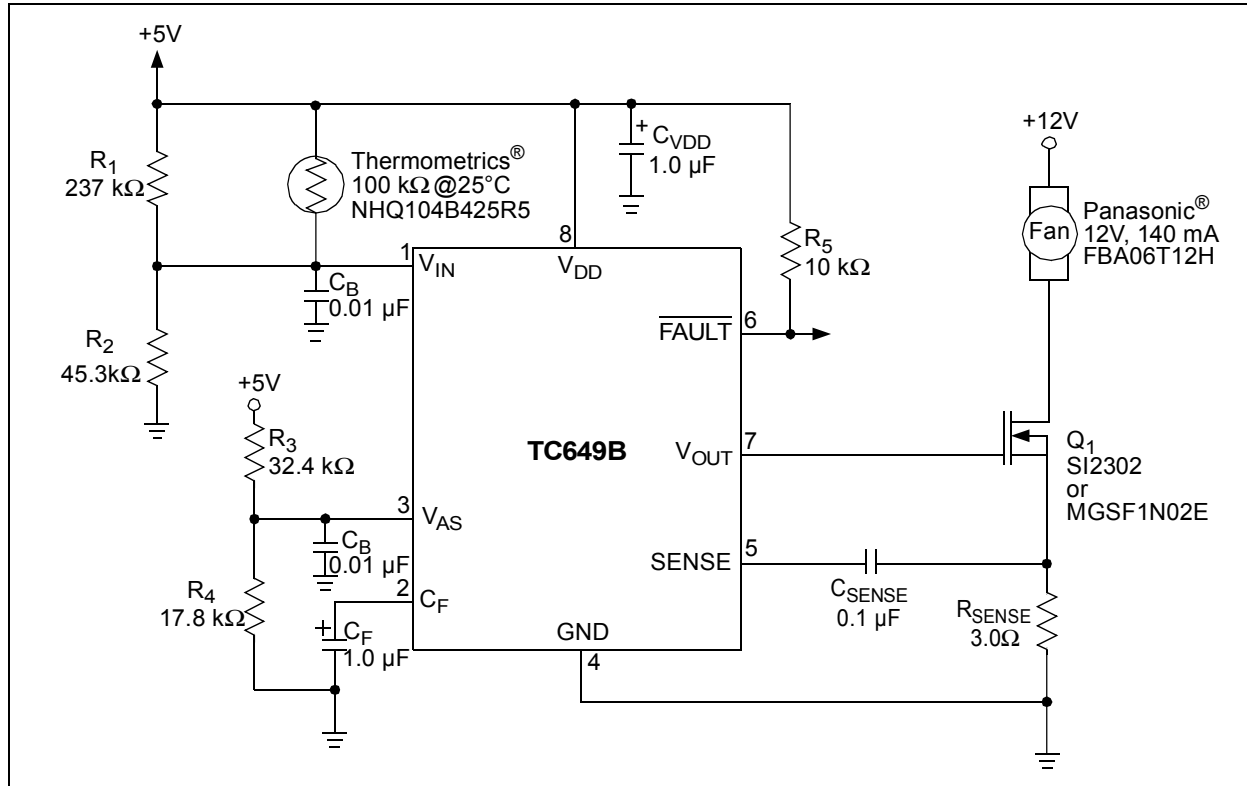 +5V
R1
237 kΩ
Thermometrics®
100 kΩ @25°C
NHQ104B425R5
+
CVDD
1.0 µF
+12V
Panasonic®
12V, 140 mA
FBA06T12H
Fan
R5
10 kΩ
1
VIN
8
VDD
CB
0.01 µF
FAULT
6
R2
45.3kΩ
+5V
R3
32.4 kΩ
TC649B
VOUT
7
Q1
SI2302
or
MGSF1N02E
3
VAS
CB
0.01 µF
SENSE
5
CSENSE
0.1 µF
R4
17.8 kΩ
2
CF
+
CF
1.0 µF
RSENSE
3.0Ω
GND
4